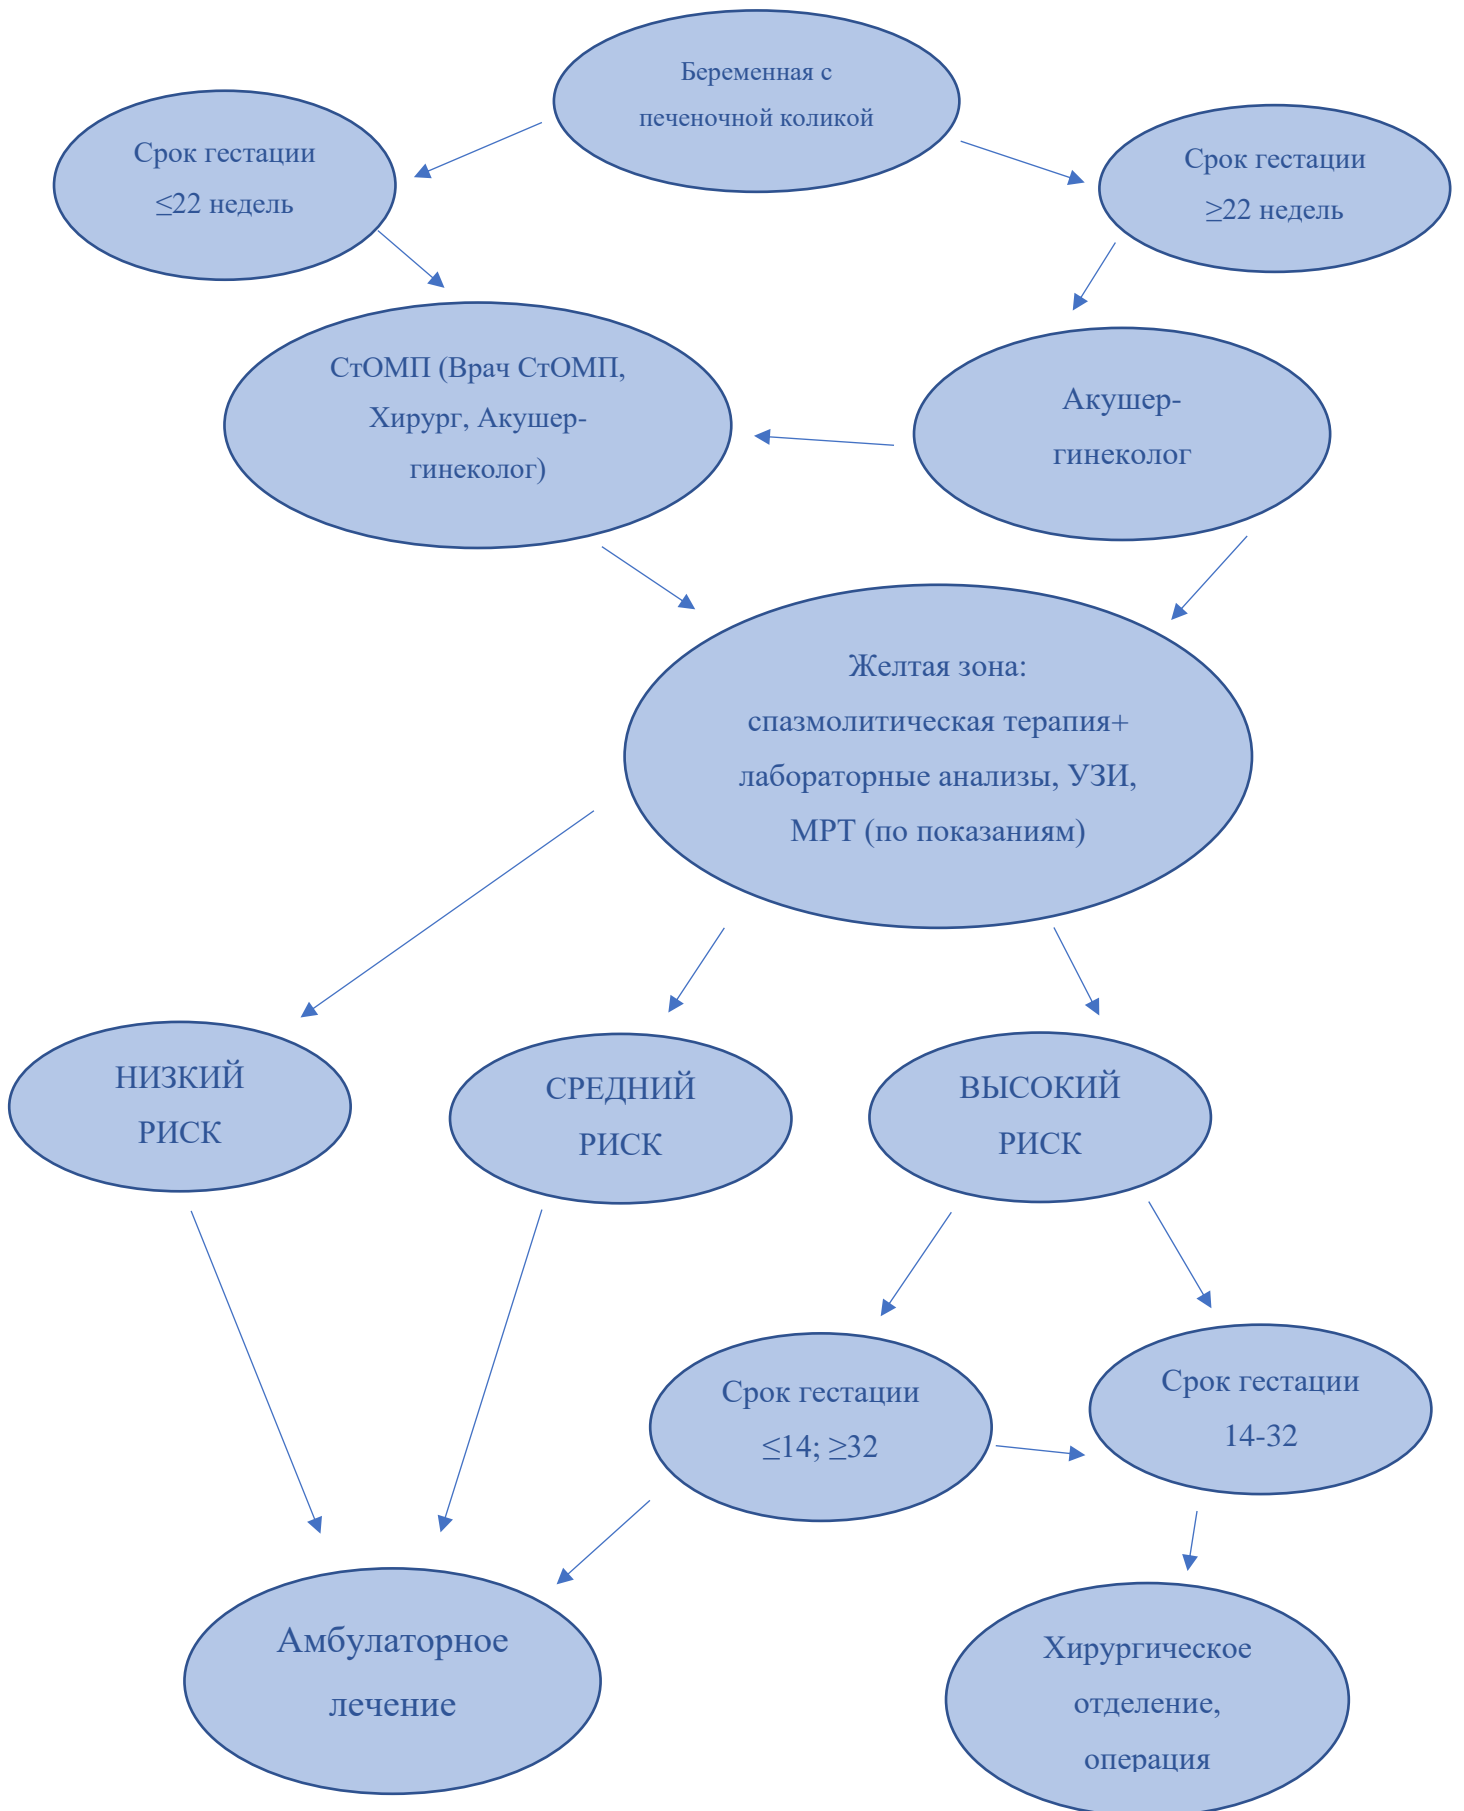 Беременная с
печеночной коликой
Срок гестации
≤22 недель
Срок гестации
≥22 недель
СтОМП (Врач СтОМП,
Хирург, Акушер-
гинеколог)
Акушер-
гинеколог
Желтая зона:
спазмолитическая терапия+
лабораторные анализы, УЗИ,
МРТ (по показаниям)
НИЗКИЙ
РИСК
СРЕДНИЙ
РИСК
ВЫСОКИЙ
РИСК
Срок гестации
≤14; ≥32
Срок гестации
14-32
Амбулаторное
лечение
Хирургическое
отделение,
операция